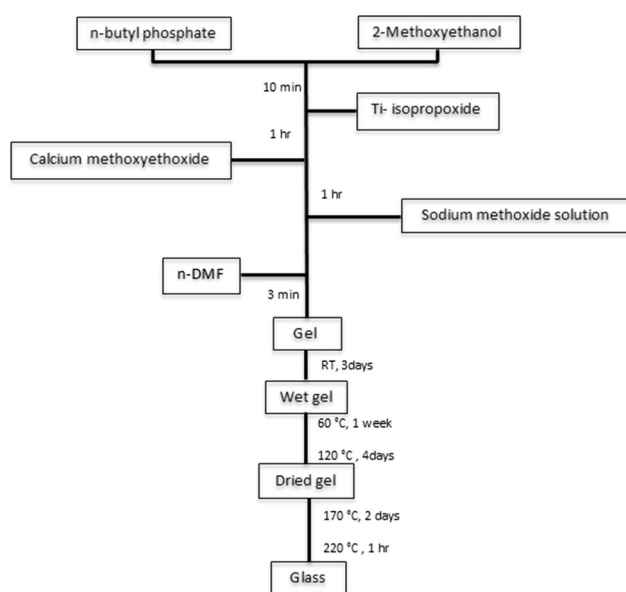 n-butyl phosphate
2-Methoxyethanol
10 min
Ti- isopropoxide
1 hr
Calcium methoxyethoxide
1 hr
Sodium methoxide solution
n-DMF
3 min
Gel
RT, 3days
Wet gel
60 °C, 1 week
120 °C , 4days
Dried gel
170 °C, 2 days
220 °C , 1 hr
Glass